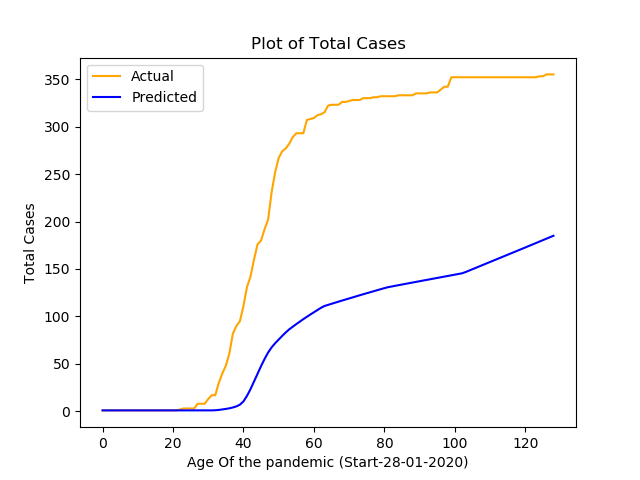 Plot of Total Cases
Actual
Predicted
Total Cases
350
300
250
200
150
100
50
0
0 20 40 60 80 100 120
Age Of the pandemic (Start-28-01-2020)